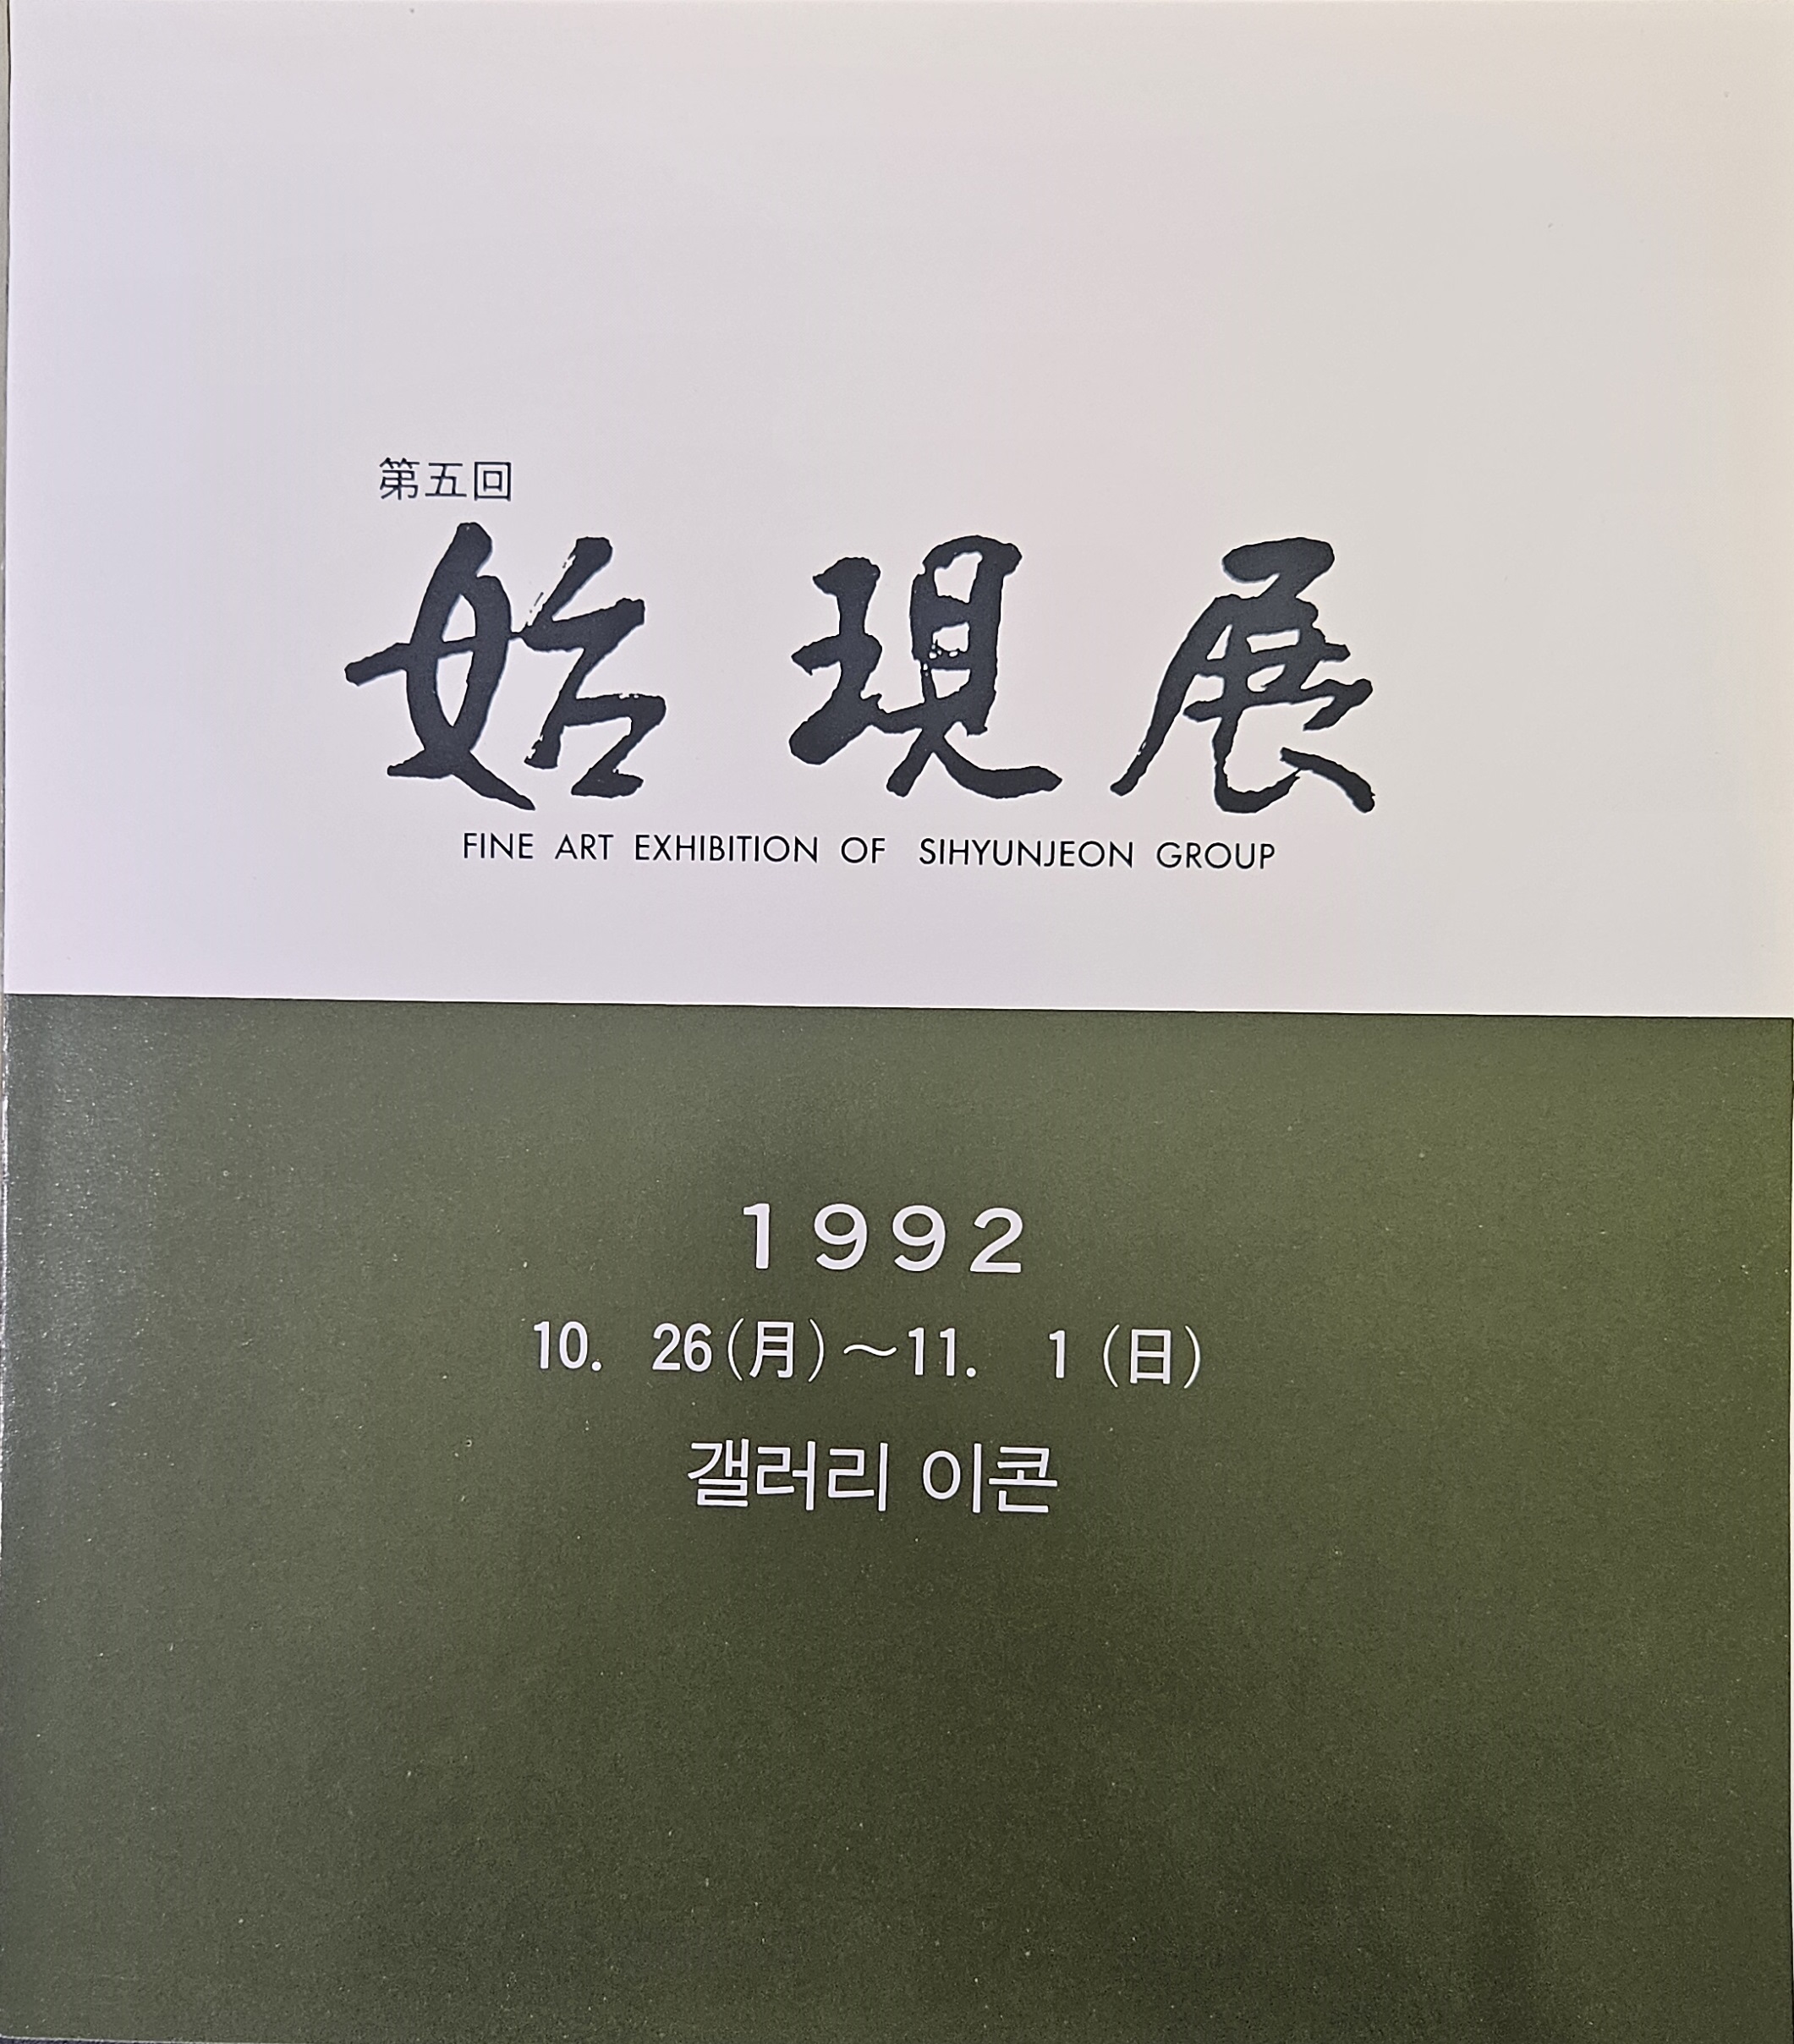 第五回
始現展
FINE ART EXHIBITION OF SIHYUNJEON GROUP
1992
10. 26(月)~11. 1(日)
갤러리 이콘